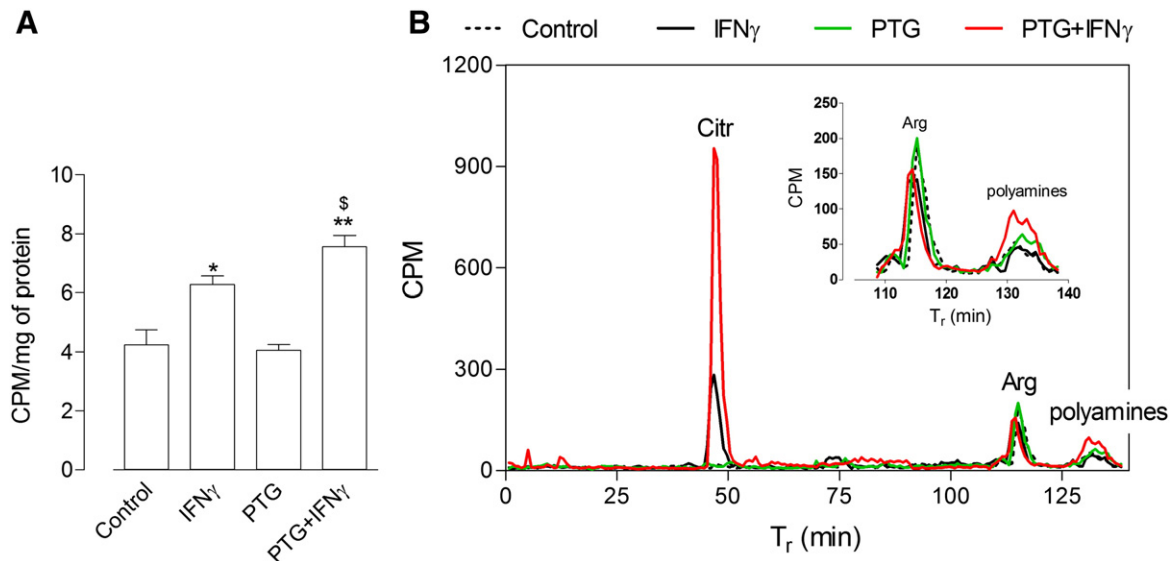 A
CPM/mg of protein
10
8
6
4
2
0
*
$
**
Control
IFNγ
PTG
PTG+IFNγ
B
Control IFNγ PTG PTG+IFNγ
CPM
1200
900
600
300
0
0 25 50 75 100 125
Tr (min)
Citr
Arg
polyamines
CPM
250
200
150
100
50
0
110 120 130 140
Tr (min)
Arg
polyamines